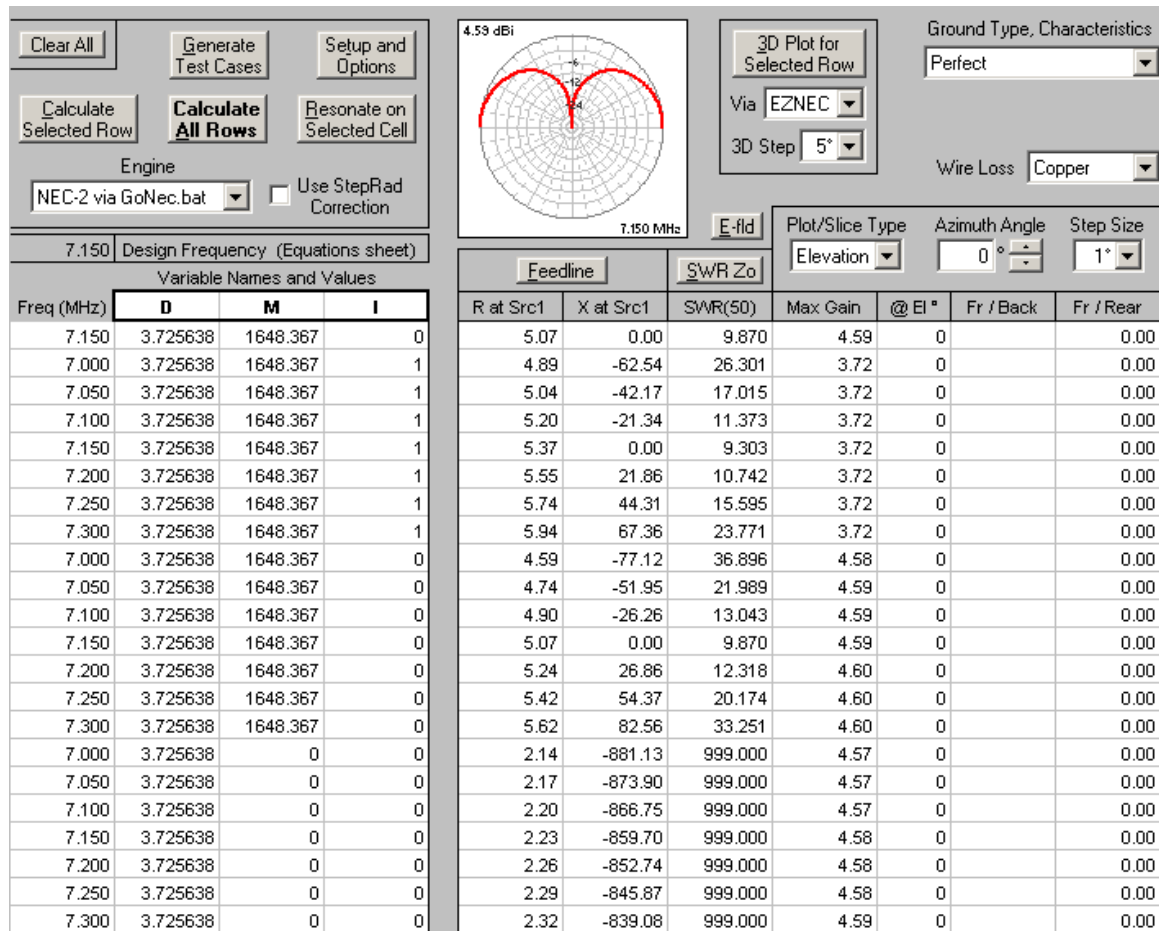 Clear All
Generate
Test Cases
Setup and
Options
Calculate
Selected Row
Calculate
All Rows
Resonate on
Selected Cell
Engine
NEC-2 via GoNec.bat
Use StepRad
Correction
4.59 dBi
-6
-12
7.150 MHz
3D Plot for
Selected Row
Via EZNEC
3D Step 5°
Ground Type, Characteristics
Perfect
Wire Loss Copper
E-fld
Plot/Slice Type Azimuth Angle Step Size
Elevation 0 ° 1°
7.150 Design Frequency (Equations sheet)
Variable Names and Values
Feedline SWR Zo
Freq (MHz) D M I R at Src1 X at Src1 SWR(50) Max Gain @ El ° Fr / Back Fr / Rear
7.150 3.725638 1648.367 0 5.07 0.00 9.870 4.59 0 0.00
7.000 3.725638 1648.367 1 4.89 -62.54 26.301 3.72 0 0.00
7.050 3.725638 1648.367 1 5.04 -42.17 17.015 3.72 0 0.00
7.100 3.725638 1648.367 1 5.20 -21.34 11.373 3.72 0 0.00
7.150 3.725638 1648.367 1 5.37 0.00 9.303 3.72 0 0.00
7.200 3.725638 1648.367 1 5.55 21.86 10.742 3.72 0 0.00
7.250 3.725638 1648.367 1 5.74 44.31 15.595 3.72 0 0.00
7.300 3.725638 1648.367 1 5.94 67.36 23.771 3.72 0 0.00
7.000 3.725638 1648.367 0 4.59 -77.12 36.896 4.58 0 0.00
7.050 3.725638 1648.367 0 4.74 -51.95 21.989 4.59 0 0.00
7.100 3.725638 1648.367 0 4.90 -26.26 13.043 4.59 0 0.00
7.150 3.725638 1648.367 0 5.07 0.00 9.870 4.59 0 0.00
7.200 3.725638 1648.367 0 5.24 26.86 12.318 4.60 0 0.00
7.250 3.725638 1648.367 0 5.42 54.37 20.174 4.60 0 0.00
7.300 3.725638 1648.367 0 5.62 82.56 33.251 4.60 0 0.00
7.000 3.725638 0 0 2.14 -881.13 999.000 4.57 0 0.00
7.050 3.725638 0 0 2.17 -873.90 999.000 4.57 0 0.00
7.100 3.725638 0 0 2.20 -866.75 999.000 4.57 0 0.00
7.150 3.725638 0 0 2.23 -859.70 999.000 4.58 0 0.00
7.200 3.725638 0 0 2.26 -852.74 999.000 4.58 0 0.00
7.250 3.725638 0 0 2.29 -845.87 999.000 4.58 0 0.00
7.300 3.725638 0 0 2.32 -839.08 999.000 4.59 0 0.00